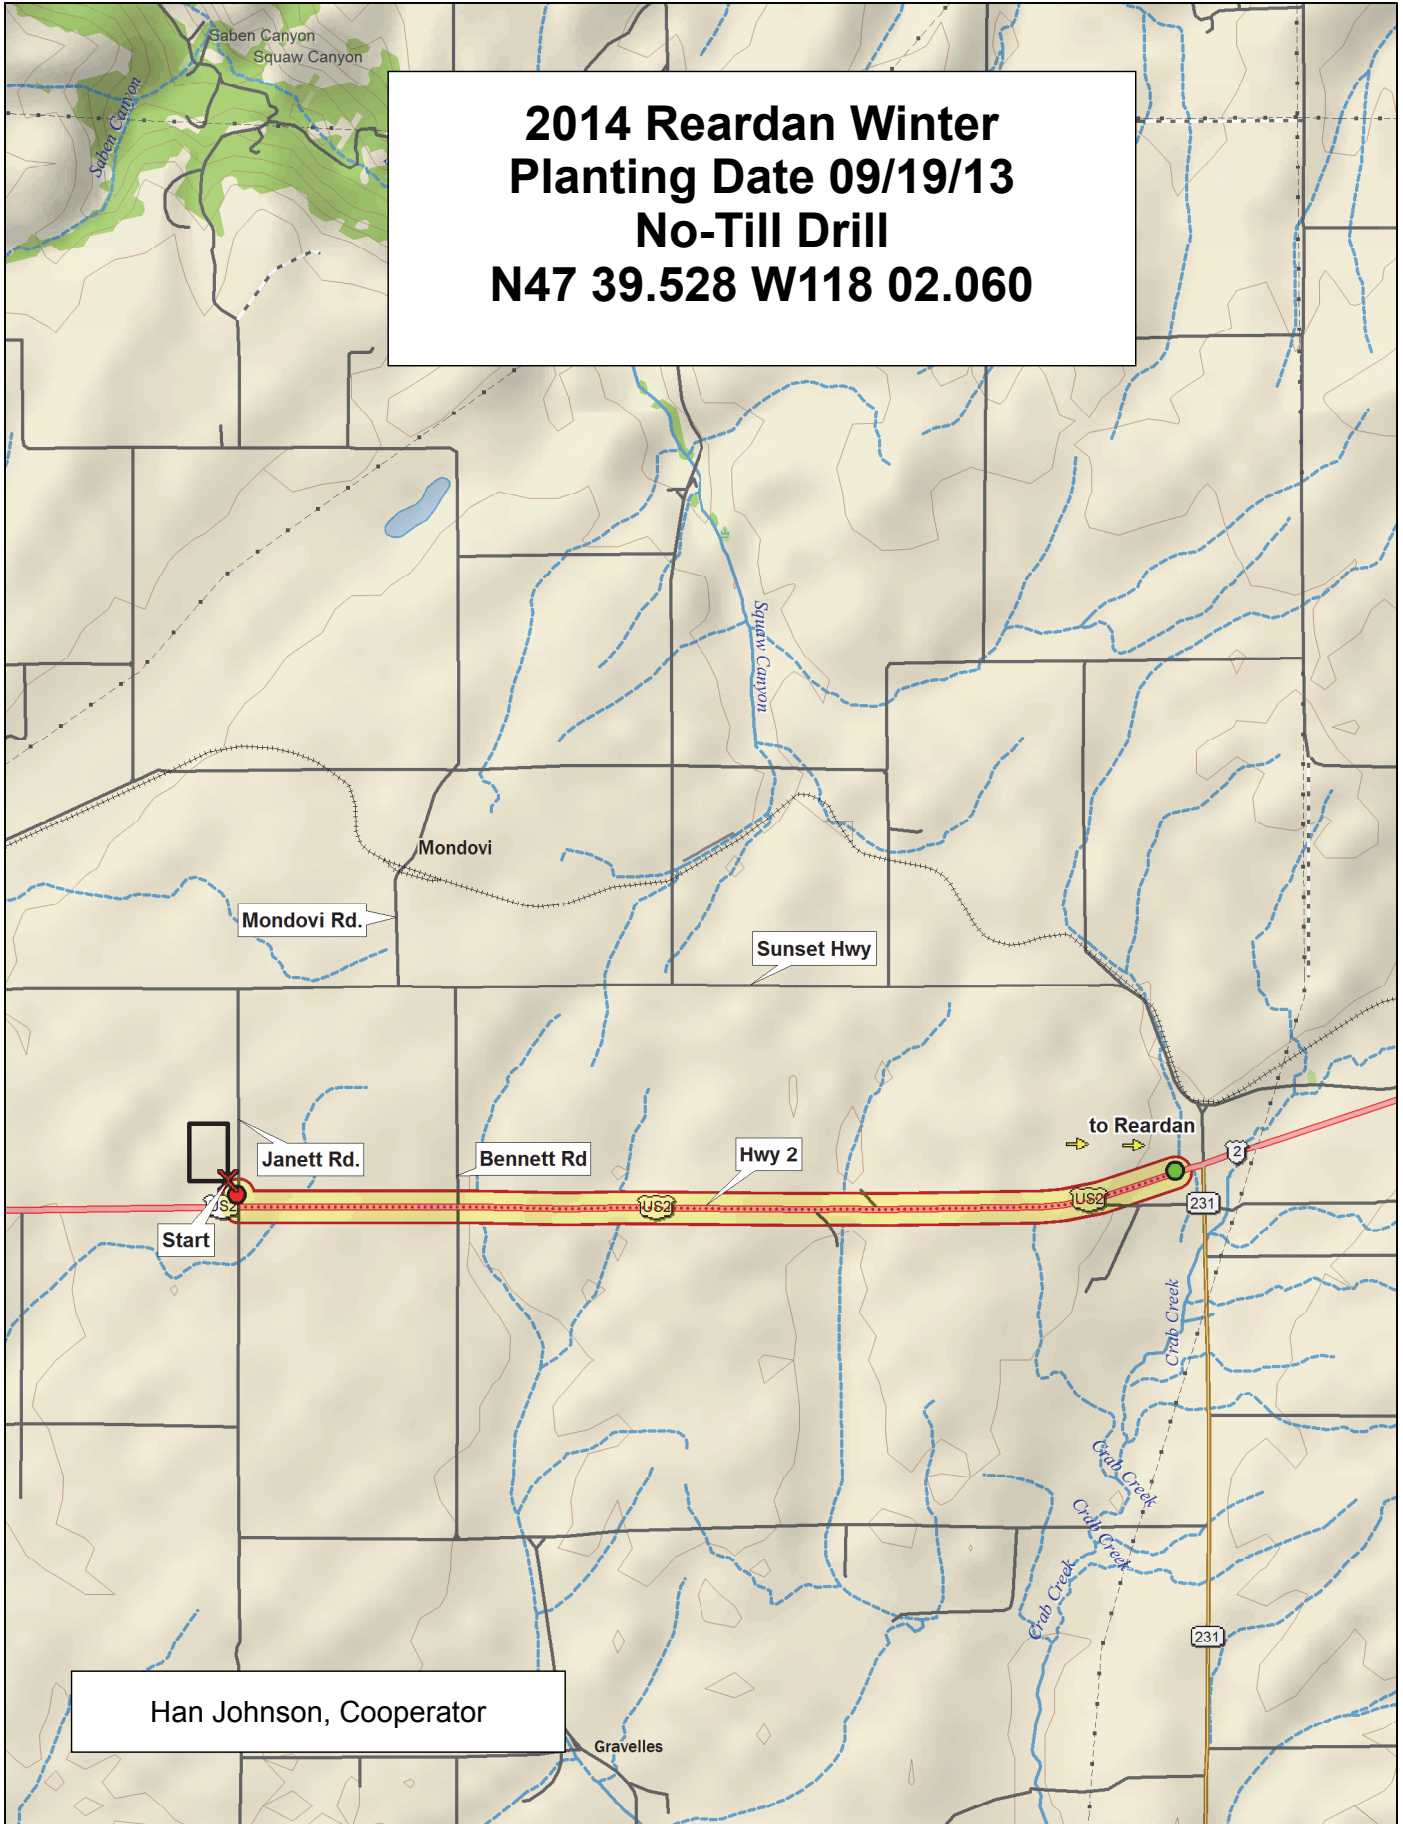 Saben Canyon
Squaw Canyon
Saben Canyon
2014 Reardan Winter
Planting Date 09/19/13
No-Till Drill
N47 39.528 W118 02.060
Squaw Canyon
Mondovi
Mondovi Rd.
Sunset Hwy
to Reardan
Janett Rd.
Bennett Rd
Hwy 2
2
US2
US2
US2
231
Start
Crab Creek
Crab Creek
Crab Creek
Crab Creek
231
Han Johnson, Cooperator
Gravelles